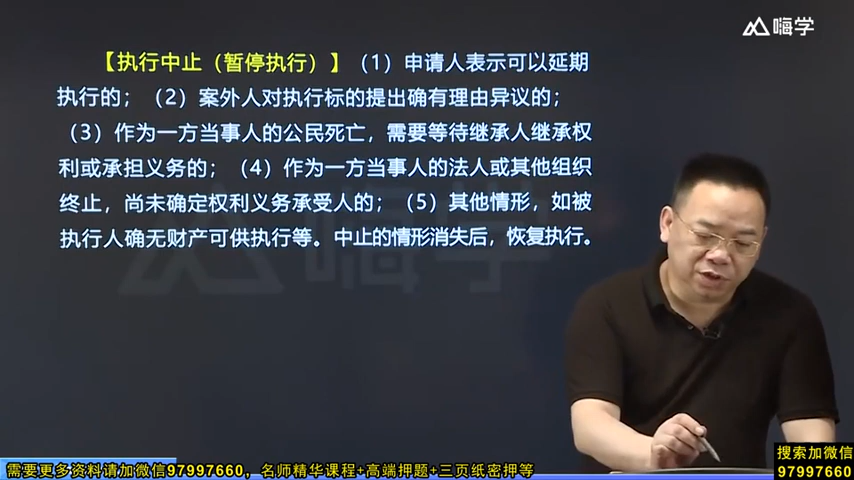 嗨学
【执行中止（暂停执行）】（1）申请人表示可以延期
执行的；（2）案外人对执行标的提出确有理由异议的；
（3）作为一方当事人的公民死亡，需要等待继承人继承权
利或承担义务的；（4）作为一方当事人的法人或其他组织
终止，尚未确定权利义务承受人的；（5）其他情形，如被
执行人确无财产可供执行等。中止的情形消失后，恢复执行。
嗨学
搜索加微信
需要更多资料请加微信97997660，名师精华课程+高端押题+三页纸密押等
97997660